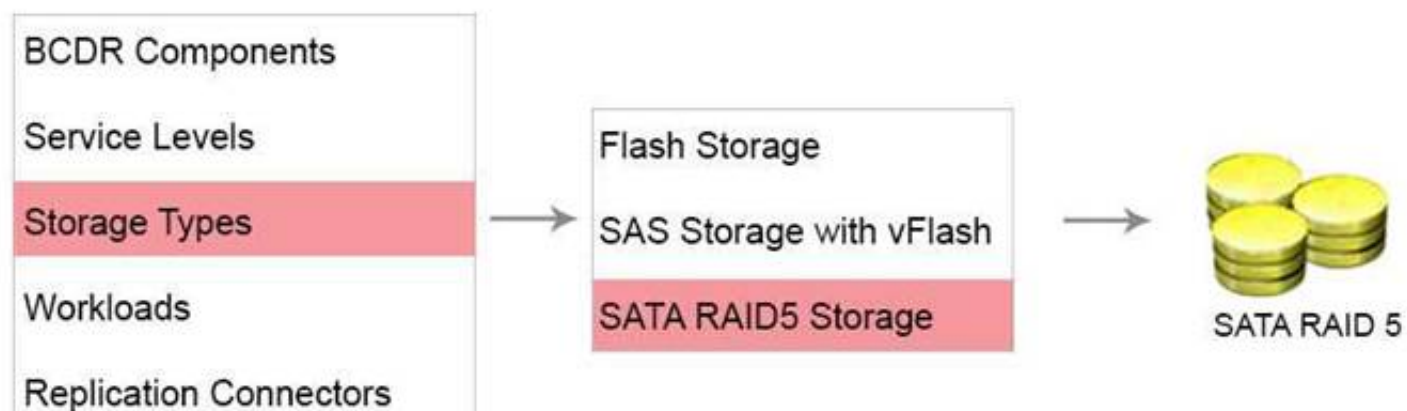 BCDR Components
Service Levels
Storage Types
Workloads
Replication Connectors
Flash Storage
SAS Storage with vFlash
SATA RAID5 Storage
SATA RAID 5